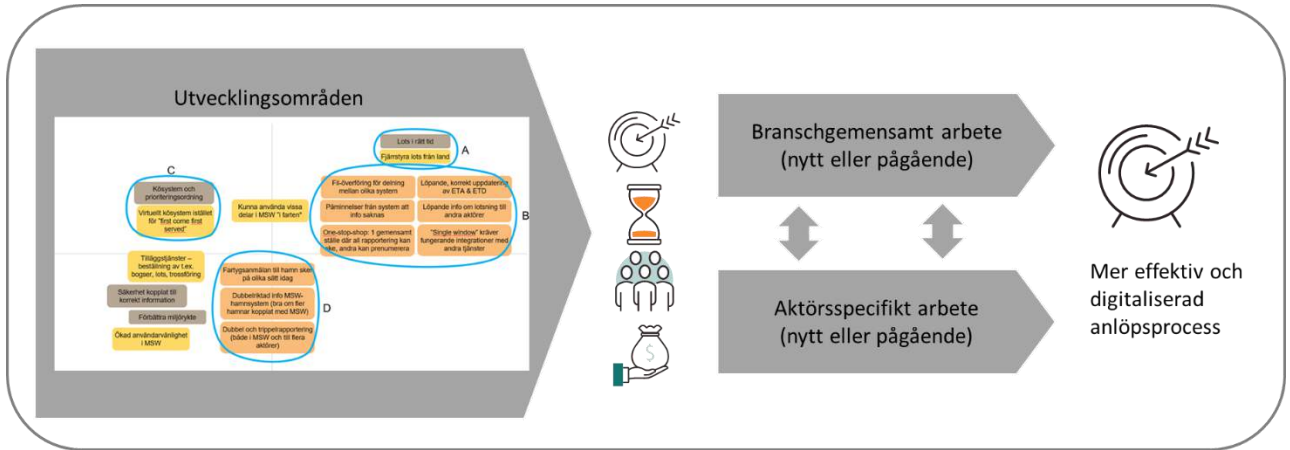 Utvecklingsområden
A
Lots i rätt tid
Fjärrstyra lots från land
C
Kösystem och
prioriteringsordning
Virtuellt kösystem istället
för "first come first
served"
Kunna använda vissa
delar i MSW "i farten"
B
Fil-överföring för delning
mellan olika system
Löpande, korrekt uppdatering
av ETA & ETD
Påminnelser från system att
info saknas
Löpande info om lotsning till
andra aktörer
One-stop-shop: 1 gemensamt
ställe där all rapportering kan
ske, andra kan prenumerera
"Single window" kräver
fungerande integrationer med
andra tjänster
Tilläggstjänster –
beställning av t.ex.
bogser, lots, trossföring
Säkerhet kopplat till
korrekt information
Förbättra miljörykte
Ökad användarvänlighet
i MSW
D
Fartygsanmälan till hamn sker
på olika sätt idag
Dubbelriktad info MSW-
hamnsystem (bra om fler
hamnar kopplat med MSW)
Dubbel och trippelrapportering
(både i MSW och till flera
aktörer)
$
Branschgemensamt arbete
(nytt eller pågående)
Aktörsspecifikt arbete
(nytt eller pågående)
Mer effektiv och
digitaliserad
anlöpsprocess